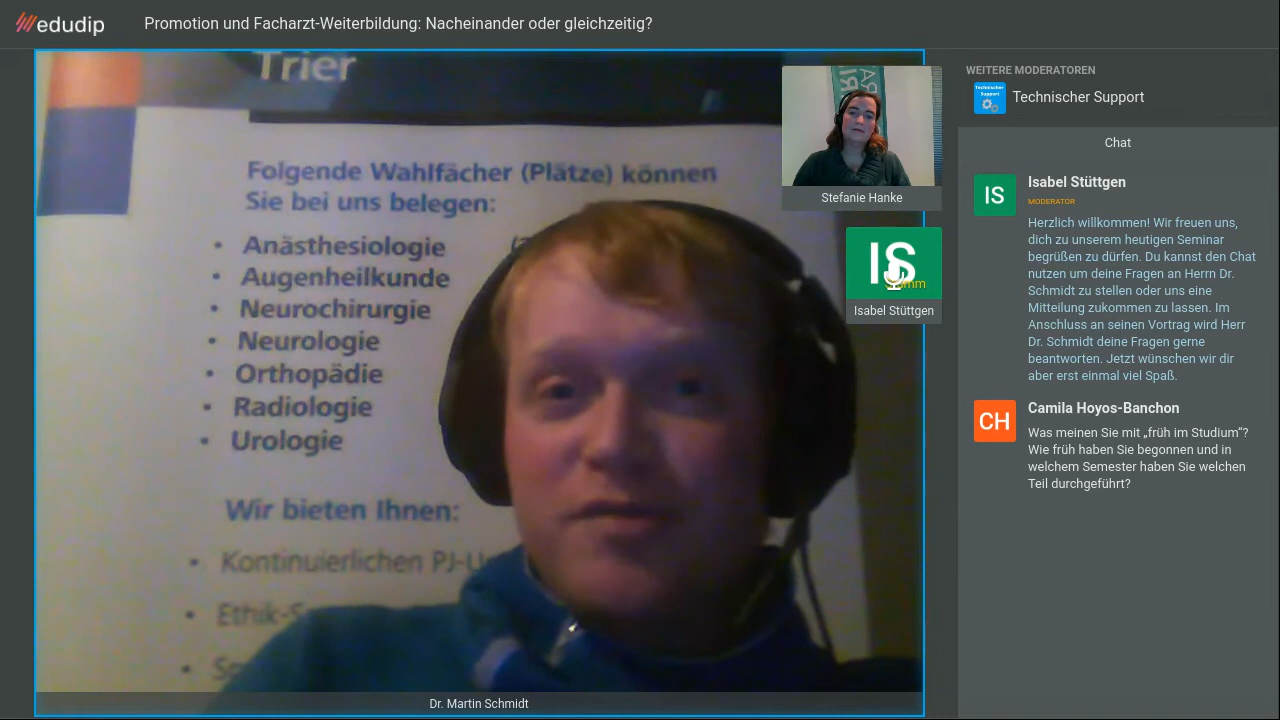 edudip
Promotion und Facharzt-Weiterbildung: Nacheinander oder gleichzeitig?
Trier
Folgende Wahlfächer (Plätze) können
Sie bei uns belegen:
• Anästhesiologie
• Augenheilkunde
• Neurochirurgie
• Neurologie
• Orthopädie
• Radiologie
• Urologie
Wir bieten Ihnen:
• Kontinuierlichen
• Ethik-
Dr. Martin Schmidt
Stefanie Hanke
IS
Isabel Stüttgen
WEITERE MODERATOREN
Technischer
Support
Technischer Support
Chat
IS
Isabel Stüttgen
MODERATOR
Herzlich willkommen! Wir freuen uns,
dich zu unserem heutigen Seminar
begrüßen zu dürfen. Du kannst den Chat
nutzen um deine Fragen an Herrn Dr.
Schmidt zu stellen oder uns eine
Mitteilung zukommen zu lassen. Im
Anschluss an seinen Vortrag wird Herr
Dr. Schmidt deine Fragen gerne
beantworten. Jetzt wünschen wir dir
aber erst einmal viel Spaß.
CH
Camila Hoyos-Banchon
Was meinen Sie mit „früh im Studium“?
Wie früh haben Sie begonnen und in
welchem Semester haben Sie welchen
Teil durchgeführt?